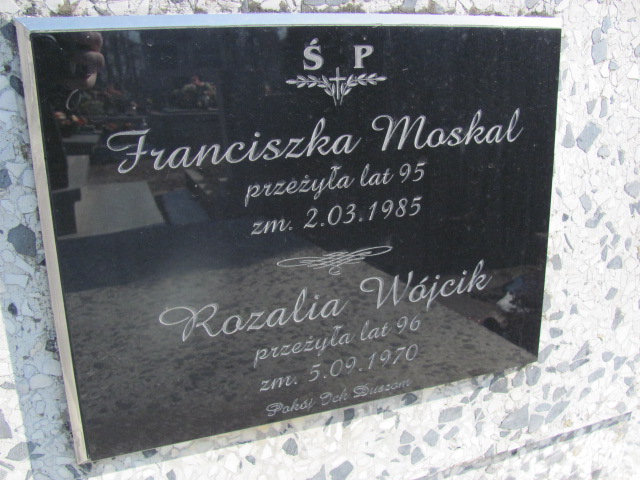 Ś P
Franciszka Moskal
przeżyła lat 95
zm. 2.03.1985
Rozalia Wójcik
przeżyła lat 96
zm. 5.09.1970
Pokój Ich Duszom